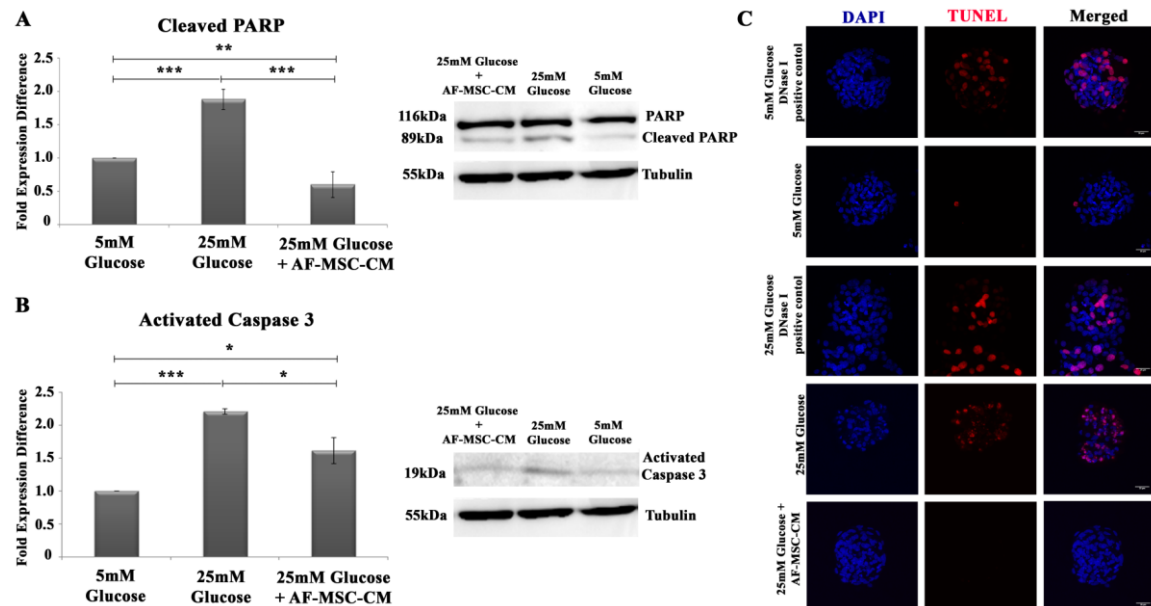 A
Cleaved PARP
**
***
***
Fold Expression Difference
2.5
2.0
1.5
1.0
0.5
0
5mM
Glucose
25mM
Glucose
25mM Glucose
+ AF-MSC-CM
25mM Glucose
+
AF-MSC-CM
25mM
Glucose
5mM
Glucose
116kDa
PARP
89kDa
Cleaved PARP
55kDa
Tubulin
B
Activated Caspase 3
*
***
*
Fold Expression Difference
2.5
2.0
1.5
1.0
0.5
0
5mM
Glucose
25mM
Glucose
25mM Glucose
+ AF-MSC-CM
25mM Glucose
+
AF-MSC-CM
25mM
Glucose
5mM
Glucose
19kDa
Activated
Caspase 3
55kDa
Tubulin
C
DAPI
TUNEL
Merged
5mM Glucose
DNase I
positive contol
5mM Glucose
25mM Glucose
DNase I
positive contol
25mM Glucose
25mM Glucose +
AF-MSC-CM